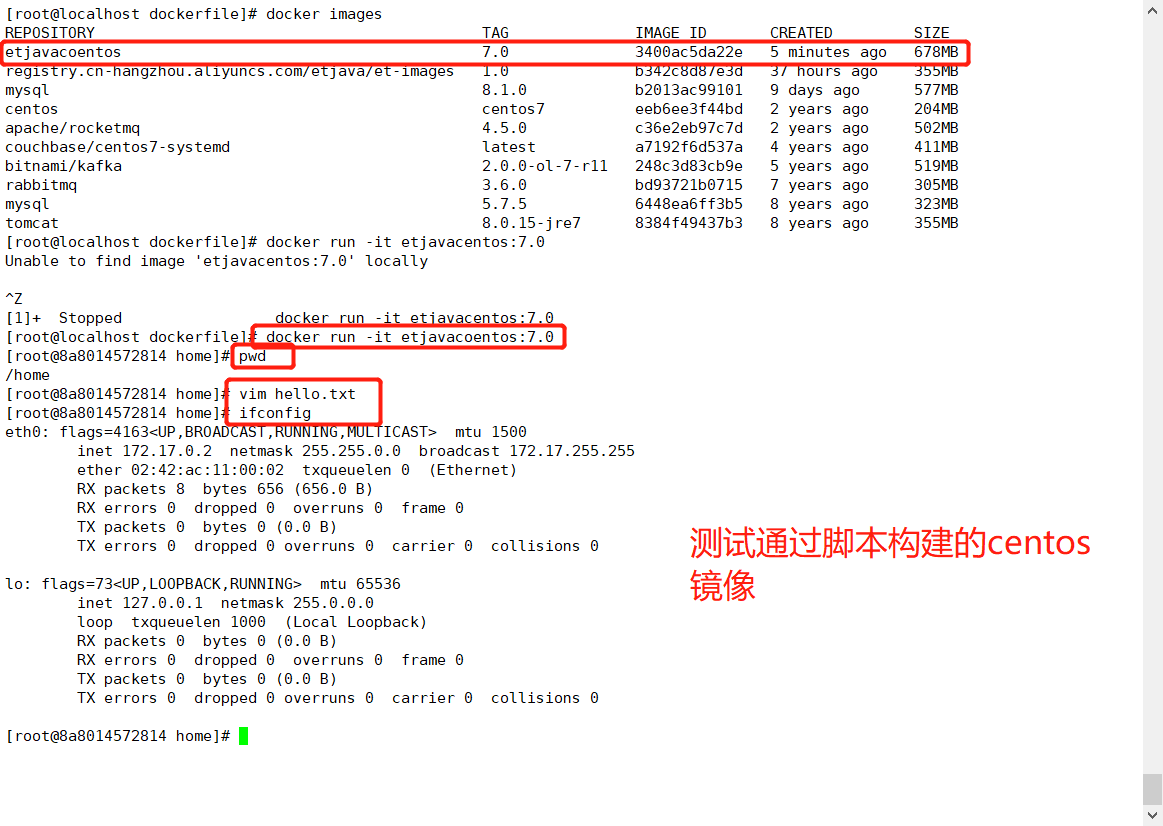 [root@localhost dockerfile]# docker images
REPOSITORY TAG IMAGE ID CREATED SIZE
etjavacoentos 7.0 3400ac5da22e 5 minutes ago 678MB
registry.cn-hangzhou.aliyuncs.com/etjava/et-images 1.0 b342c8d87e3d 37 hours ago 355MB
mysql 8.1.0 b2013ac99101 9 days ago 577MB
centos centos7 eeb6ee3f44bd 2 years ago 204MB
apache/rocketmq 4.5.0 c36e2eb97c7d 2 years ago 502MB
couchbase/centos7-systemd latest a7192f6d537a 4 years ago 411MB
bitnami/kafka 2.0.0-ol-7-r11 248c3d83cb9e 5 years ago 519MB
rabbitmq 3.6.0 bd93721b0715 7 years ago 305MB
mysql 5.7.5 6448ea6ff3b5 8 years ago 323MB
tomcat 8.0.15-jre7 8384f49437b3 8 years ago 355MB
[root@localhost dockerfile]# docker run -it etjavacentos:7.0
Unable to find image 'etjavacentos:7.0' locally
^Z
[1]+ Stopped docker run -it etjavacentos:7.0
[root@localhost dockerfile]# docker run -it etjavacoentos:7.0
[root@8a8014572814 home]# pwd
/home
[root@8a8014572814 home]# vim hello.txt
[root@8a8014572814 home]# ifconfig
eth0: flags=4163<UP,BROADCAST,RUNNING,MULTICAST> mtu 1500
inet 172.17.0.2 netmask 255.255.0.0 broadcast 172.17.255.255
ether 02:42:ac:11:00:02 txqueuelen 0 (Ethernet)
RX packets 8 bytes 656 (656.0 B)
RX errors 0 dropped 0 overruns 0 frame 0
TX packets 0 bytes 0 (0.0 B)
TX errors 0 dropped 0 overruns 0 carrier 0 collisions 0
测试通过脚本构建的centos
镜像
lo: flags=73<UP,LOOPBACK,RUNNING> mtu 65536
inet 127.0.0.1 netmask 255.0.0.0
loop txqueuelen 1000 (Local Loopback)
RX packets 0 bytes 0 (0.0 B)
RX errors 0 dropped 0 overruns 0 frame 0
TX packets 0 bytes 0 (0.0 B)
TX errors 0 dropped 0 overruns 0 carrier 0 collisions 0
[root@8a8014572814 home]#